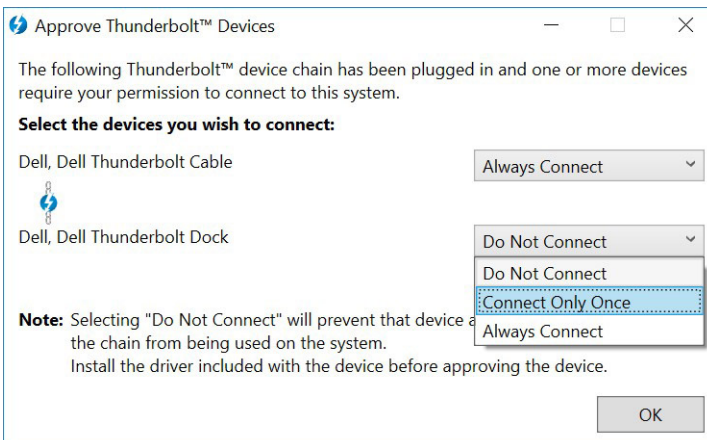 Approve Thunderbolt™ Devices
The following Thunderbolt™ device chain has been plugged in and one or more devices
require your permission to connect to this system.
Select the devices you wish to connect:
Dell, Dell Thunderbolt Cable
Always Connect
Dell, Dell Thunderbolt Dock
Do Not Connect
Do Not Connect
Connect Only Once
Always Connect
Note: Selecting "Do Not Connect" will prevent that device
the chain from being used on the system.
Install the driver included with the device before approving the device.
OK